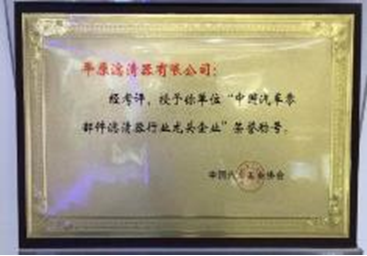 平原滤清器有限公司:
经考评,授予你单位“中国汽车零
部件滤清器行业龙头企业”荣誉称号。
中国汽车工业协会